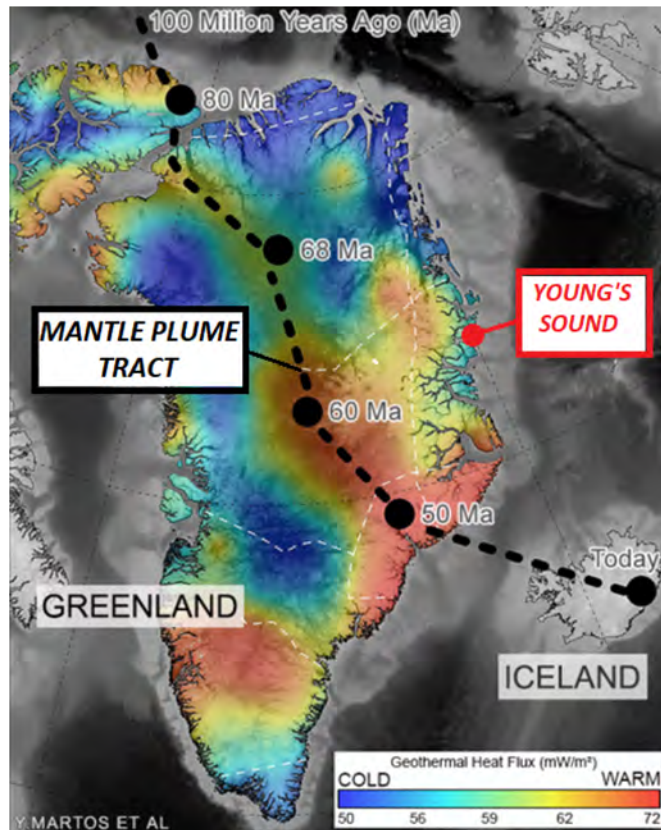 100 Million Years Ago (Ma)
80 Ma
68 Ma
YOUNG'S
SOUND
MANTLE PLUME
TRACT
60 Ma
50 Ma
Today
GREENLAND
ICELAND
Geothermal Heat Flux (mW/m²)
COLD WARM
50 56 59 62 72
Y.MARTOS ET AL